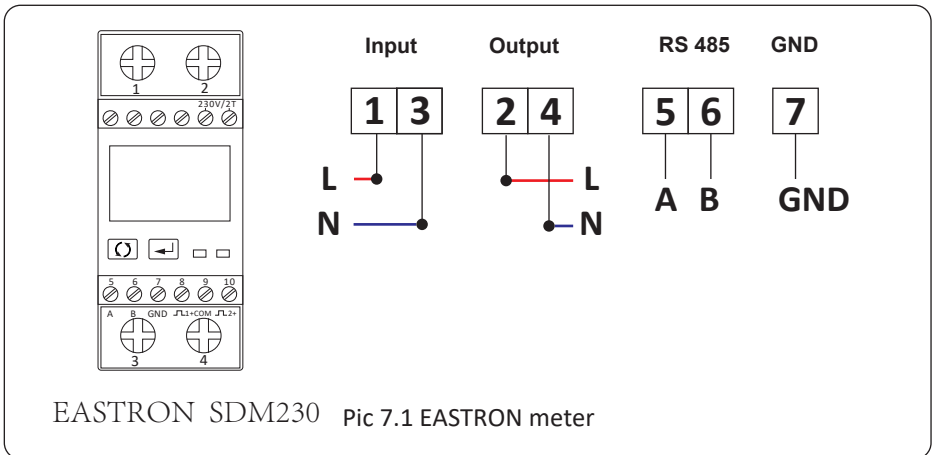 Input Output RS 485 GND
1 2
230V/2T
1 3 2 4 5 6 7
L L
A B GND
N N
5 6 7 8 9 10
A B GND 1+COM 2+
3 4
EASTRON SDM230 Pic 7.1 EASTRON meter